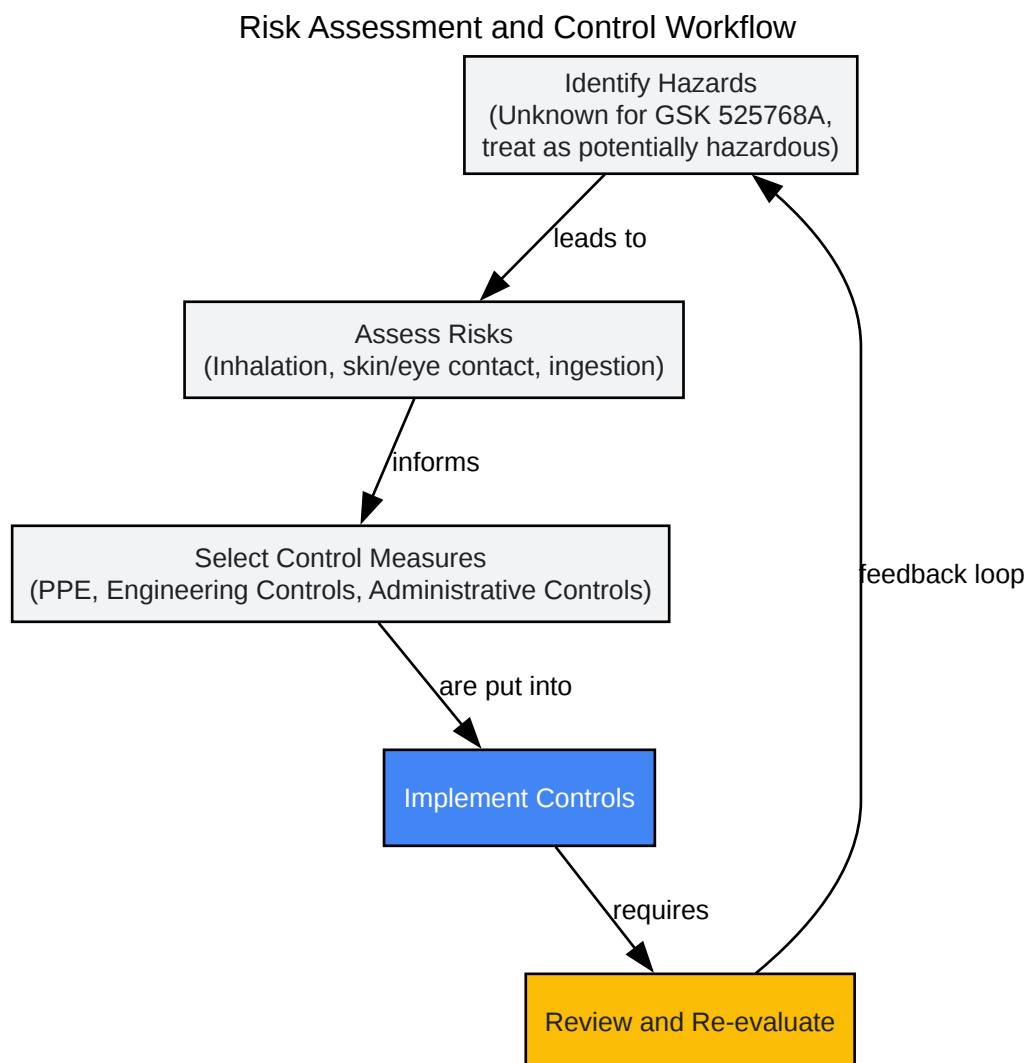 Risk Assessment and Control Workflow
Identify Hazards
(Unknown for GSK 525768A,
treat as potentially hazardous)
leads to
Assess Risks
(Inhalation, skin/eye contact, ingestion)
informs
Select Control Measures
(PPE, Engineering Controls, Administrative Controls)
feedback loop
are put into
Implement Controls
requires
Review and Re-evaluate